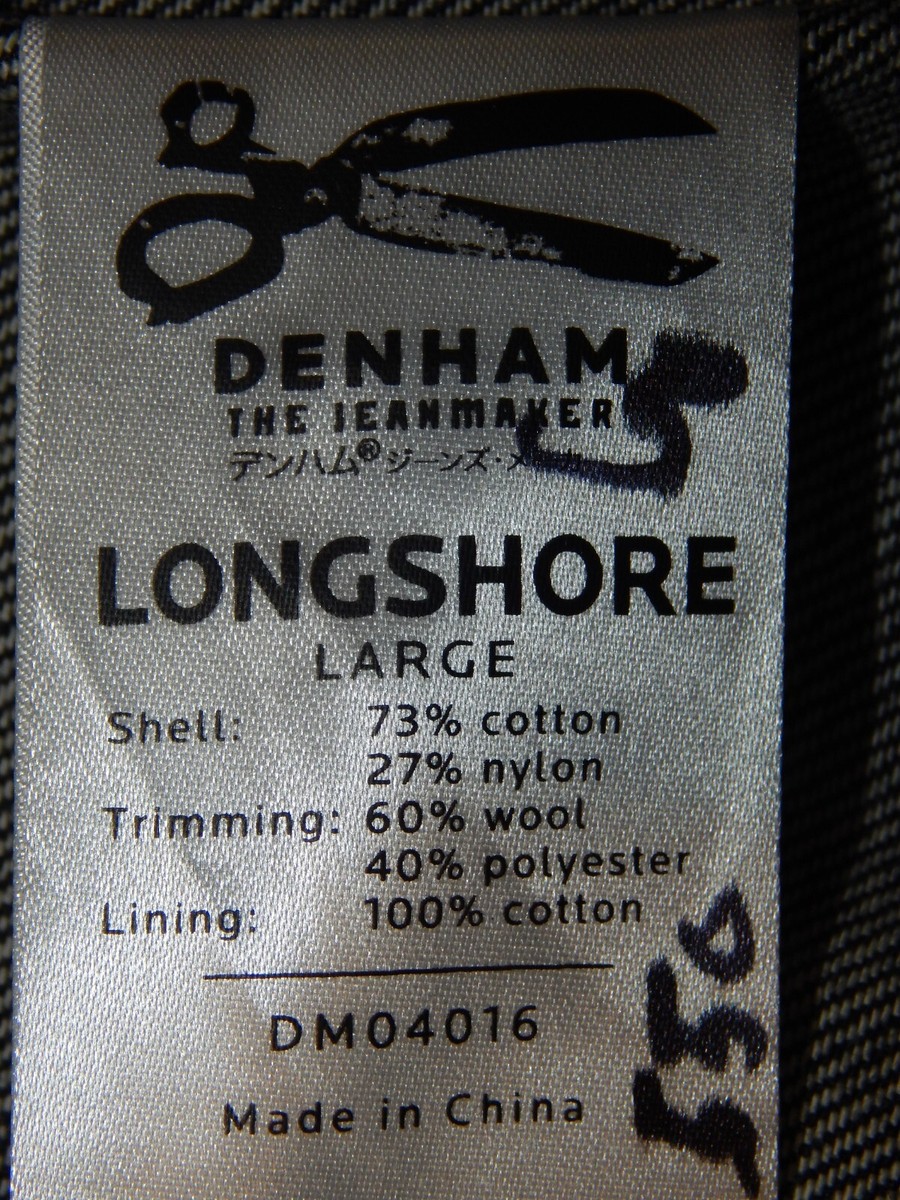 DENHAM
THE JEANMAKER
デンハム® ジーンズ・メ
LONGSHORE
LARGE
Shell: 73% cotton
27% nylon
Trimming: 60% wool
40% polyester
Lining: 100% cotton
DM04016
Made in China